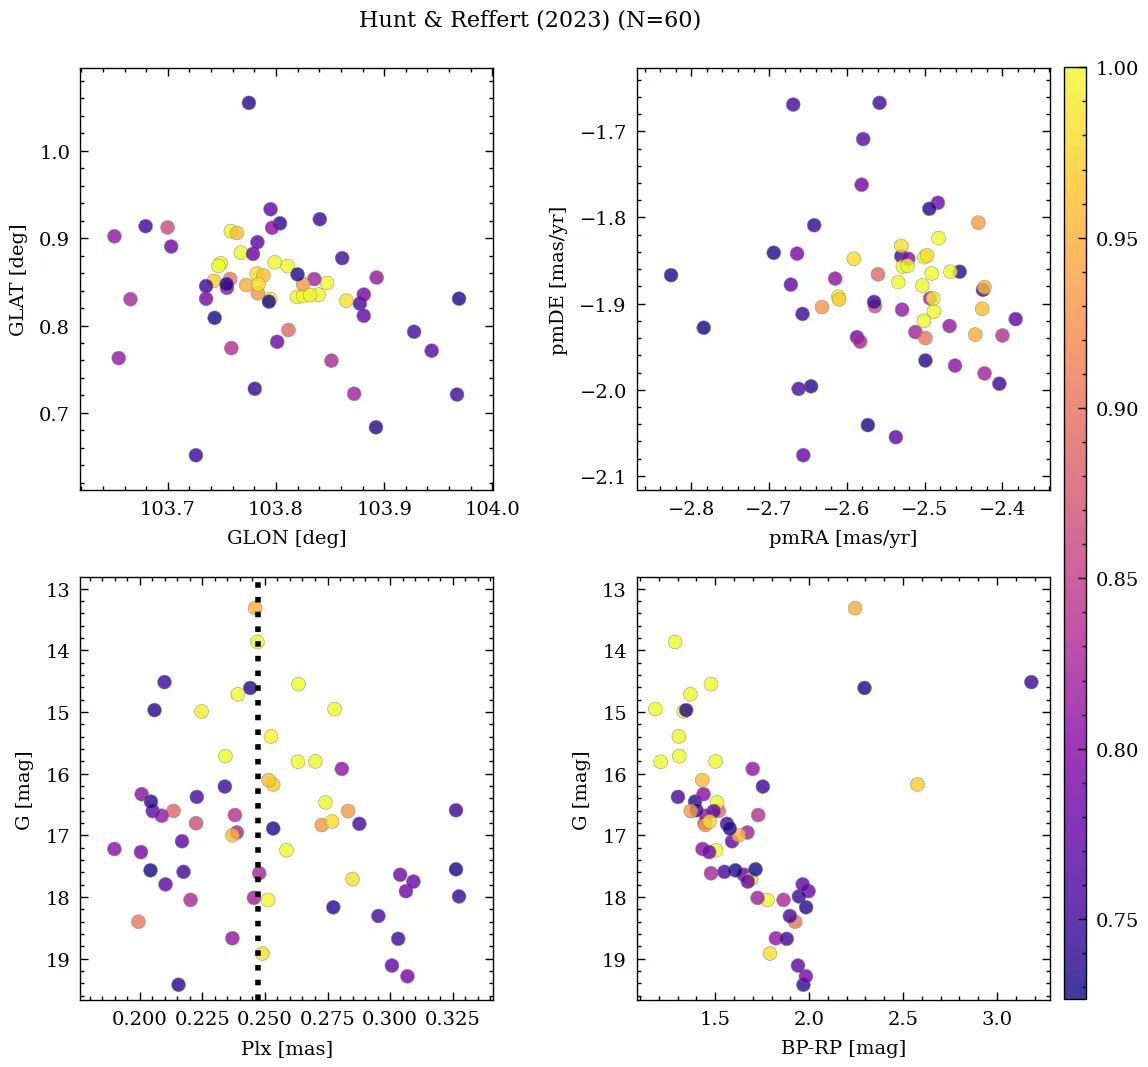 Hunt & Reffert (2023) (N=60)
GLAT [deg]
1.0
0.9
0.8
0.7
103.7 103.8 103.9 104.0
GLON [deg]
pmDE [mas/yr]
−1.7
−1.8
−1.9
−2.0
−2.1
−2.8 −2.7 −2.6 −2.5 −2.4
pmRA [mas/yr]
1.00
0.95
0.90
0.85
0.80
0.75
G [mag]
13
14
15
16
17
18
19
0.200 0.225 0.250 0.275 0.300 0.325
Plx [mas]
G [mag]
13
14
15
16
17
18
19
1.5 2.0 2.5 3.0
BP-RP [mag]